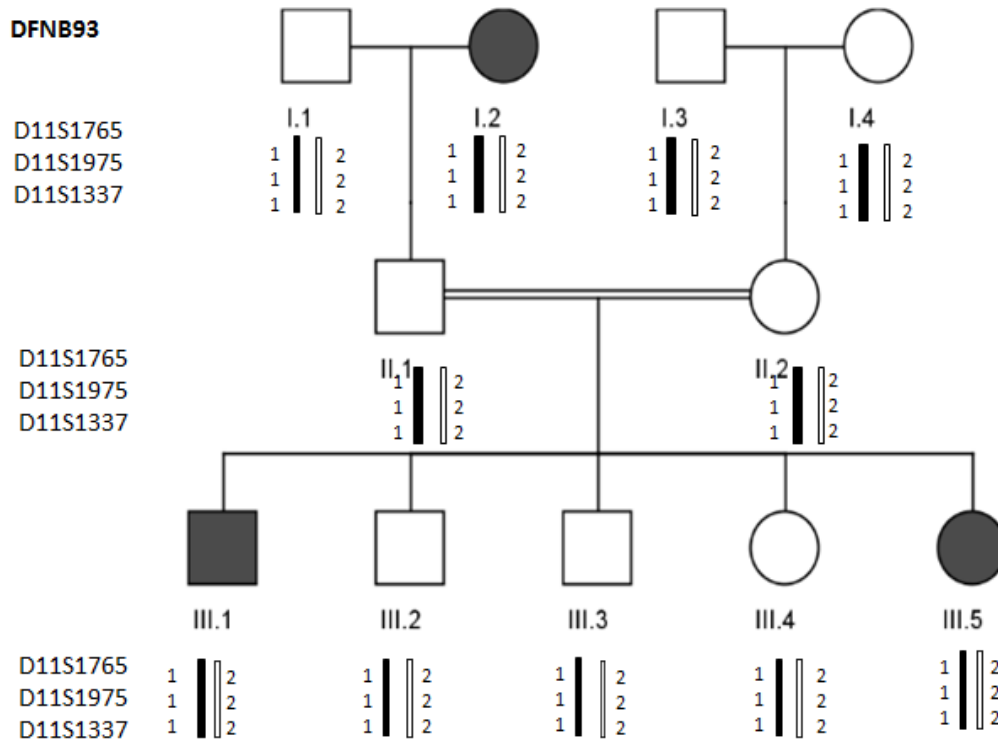 DFNB93
I.1 I.2 I.3 I.4
D11S1765 1 2 1 2 1 2 1 2
D11S1975 1 2 1 2 1 2 1 2
D11S1337 1 2 1 2 1 2 1 2
II.1 II.2
D11S1765 1 2 1 2
D11S1975 1 2 1 2
D11S1337 1 2 1 2
III.1 III.2 III.3 III.4 III.5
D11S1765 1 2 1 2 1 2 1 2 1 2
D11S1975 1 2 1 2 1 2 1 2 1 2
D11S1337 1 2 1 2 1 2 1 2 1 2